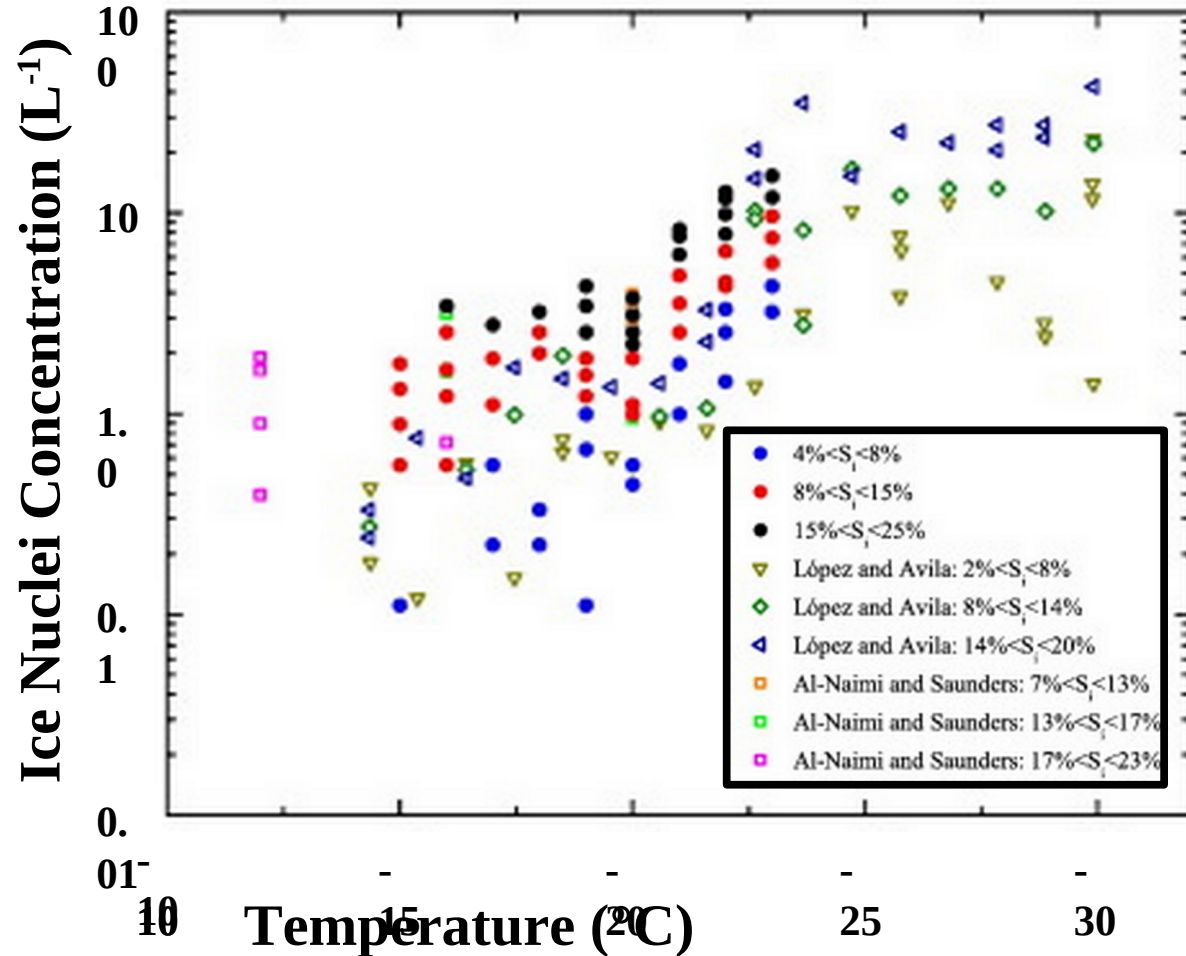 Ice Nuclei Concentration (L-1)
10
0
10
1.
0
0.
1
0.
01
4%<Si<8%
8%<Si<15%
15%<Si<25%
López and Avila: 2%<Si<8%
López and Avila: 8%<Si<14%
López and Avila: 14%<Si<20%
Al-Naimi and Saunders: 7%<Si<13%
Al-Naimi and Saunders: 13%<Si<17%
Al-Naimi and Saunders: 17%<Si<23%
- - - - -
10 15 20 25 30
Temperature (ºC)